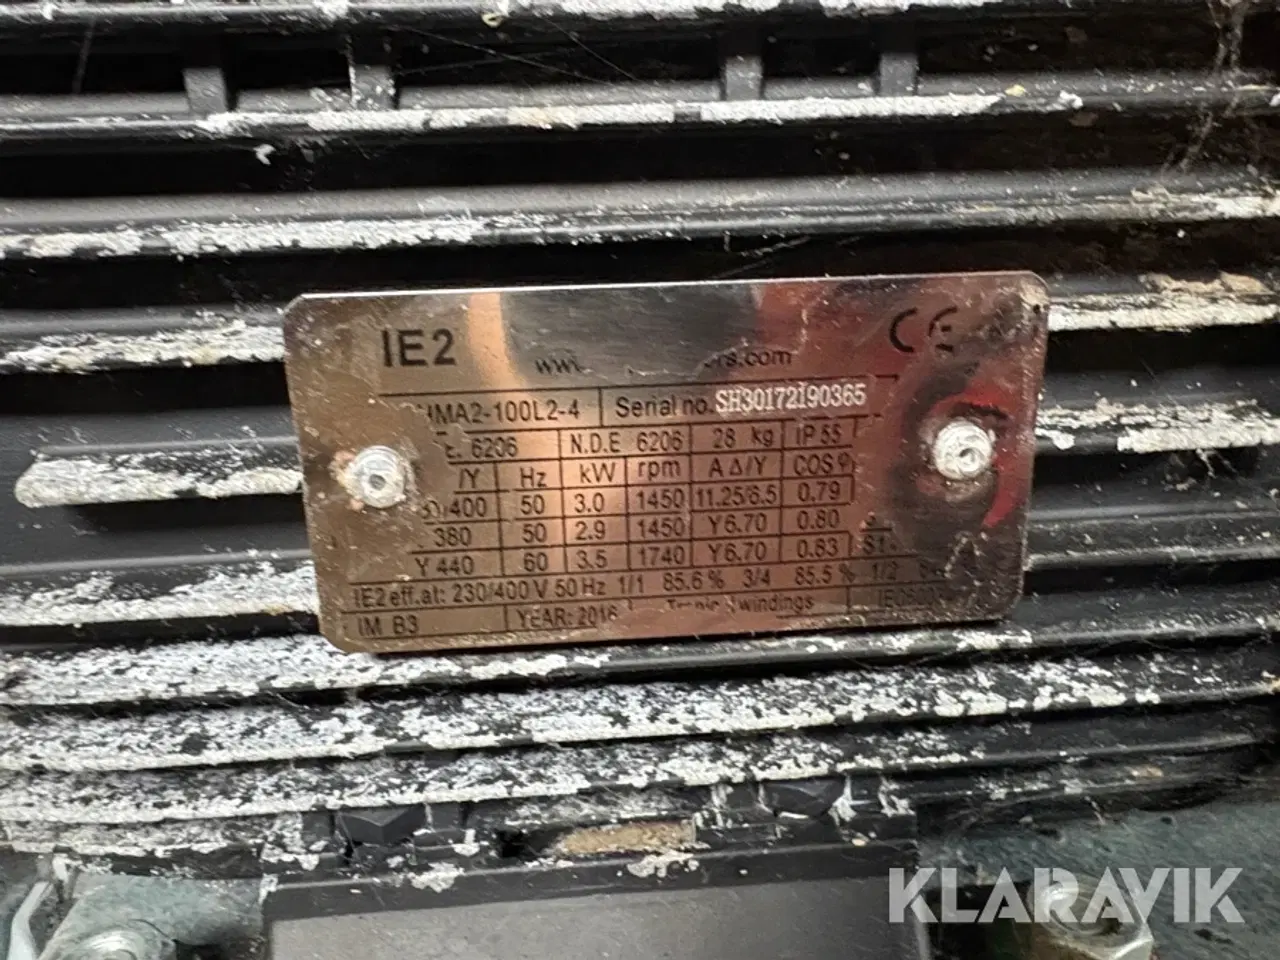 IE2 CE
MA2-100L2-4 Serial no. SH30172190365
6206 N.D.E 6206 28 kg IP 55
/Y Hz kW rpm A Δ/Y COS φ
/400 50 3.0 1450 11.25/6.5 0.79
380 50 2.9 1450 Y6.70 0.80
Y 440 60 3.5 1740 Y6.70 0.83
IE2 eff.at: 230/400 V 50 Hz 1/1 85.6 % 3/4 85.5 % 1/2
IM B3 YEAR: 2016 windings
KLARAVIK